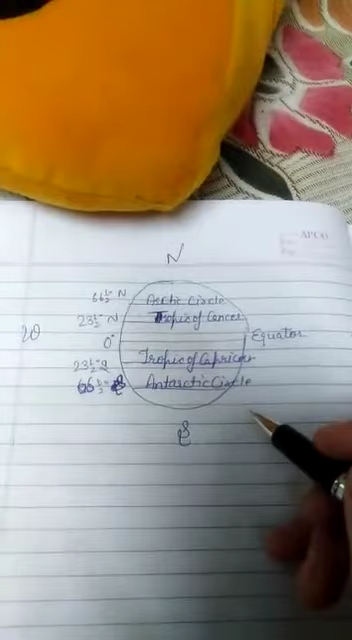 APCO
N
66½° N Arctic Circle
23½° N Tropic of Cancer
20
0° Equator
23½° S Tropic of Capricorn
66½° S Antarctic Circle
S